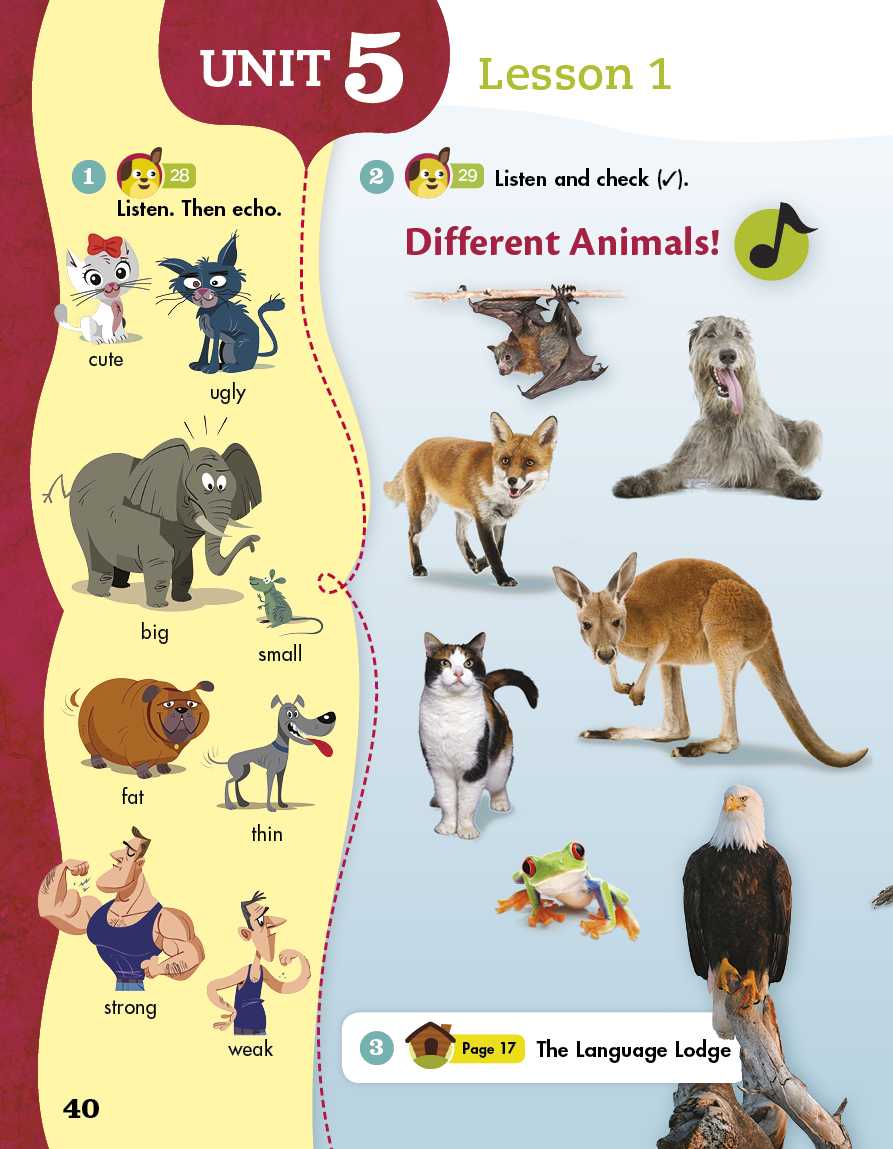 UNIT 5
Lesson 1
1
28
Listen. Then echo.
cute
ugly
big
small
fat
thin
strong
weak
2
29
Listen and check (✓).
Different Animals!
3
Page 17
The Language Lodge
40